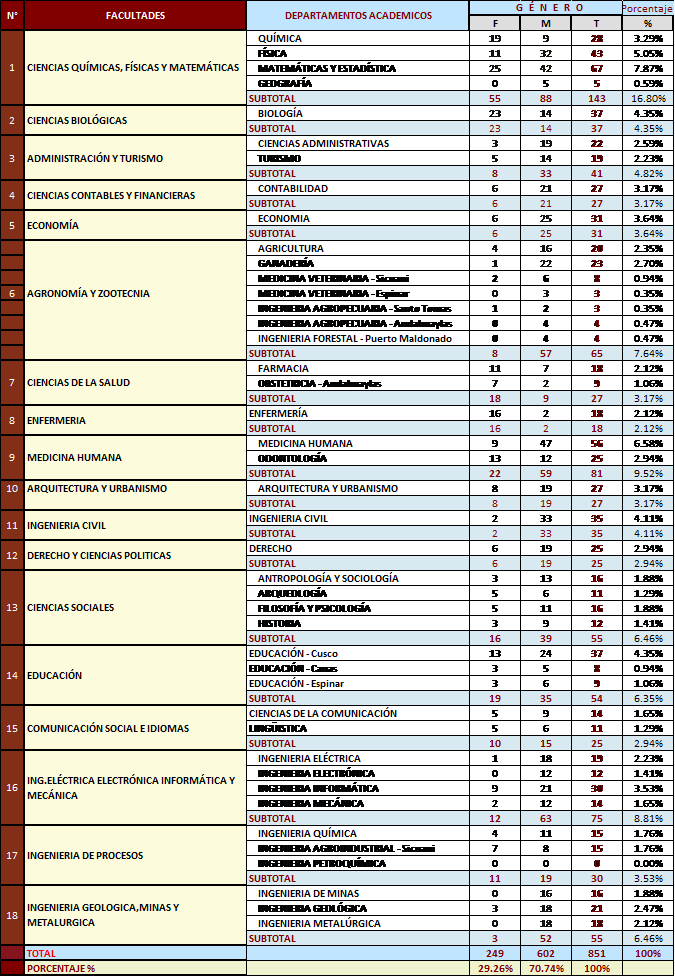 N° FACULTADES DEPARTAMENTOS ACADEMICOS G É N E R O Porcentaje
F M T %
QUÍMICA 19 9 28 3.29%
FÍSICA 11 32 43 5.05%
1 CIENCIAS QUÍMICAS, FÍSICAS Y MATEMÁTICAS MATEMÁTICAS Y ESTADÍSTICA 25 42 67 7.87%
GEOGRAFÍA 0 5 5 0.59%
SUBTOTAL 55 88 143 16.80%
2 CIENCIAS BIOLÓGICAS BIOLOGÍA 23 14 37 4.35%
SUBTOTAL 23 14 37 4.35%
CIENCIAS ADMINISTRATIVAS 3 19 22 2.59%
3 ADMINISTRACIÓN Y TURISMO TURISMO 5 14 19 2.23%
SUBTOTAL 8 33 41 4.82%
4 CIENCIAS CONTABLES Y FINANCIERAS CONTABILIDAD 6 21 27 3.17%
SUBTOTAL 6 21 27 3.17%
5 ECONOMÍA ECONOMIA 6 25 31 3.64%
SUBTOTAL 6 25 31 3.64%
AGRICULTURA 4 16 20 2.35%
GANADERÍA 1 22 23 2.70%
MEDICINA VETERINARIA - Sicuani 2 6 8 0.94%
6 AGRONOMÍA Y ZOOTECNIA MEDICINA VETERINARIA - Espinar 0 3 3 0.35%
INGENIERIA AGROPECUARIA - Santo Tomas 1 2 3 0.35%
INGENIERIA AGROPECUARIA - Andahuaylas 0 4 4 0.47%
INGENIERIA FORESTAL - Puerto Maldonado 0 4 4 0.47%
SUBTOTAL 8 57 65 7.64%
FARMACIA 11 7 18 2.12%
7 CIENCIAS DE LA SALUD OBSTETRICIA - Andahuaylas 7 2 9 1.06%
SUBTOTAL 18 9 27 3.17%
8 ENFERMERIA ENFERMERÍA 16 2 18 2.12%
SUBTOTAL 16 2 18 2.12%
MEDICINA HUMANA 9 47 56 6.58%
9 MEDICINA HUMANA ODONTOLOGÍA 13 12 25 2.94%
SUBTOTAL 22 59 81 9.52%
10 ARQUITECTURA Y URBANISMO ARQUITECTURA Y URBANISMO 8 19 27 3.17%
SUBTOTAL 8 19 27 3.17%
11 INGENIERIA CIVIL INGENIERIA CIVIL 2 33 35 4.11%
SUBTOTAL 2 33 35 4.11%
12 DERECHO Y CIENCIAS POLITICAS DERECHO 6 19 25 2.94%
SUBTOTAL 6 19 25 2.94%
ANTROPOLOGÍA Y SOCIOLOGÍA 3 13 16 1.88%
ARQUEOLOGÍA 5 6 11 1.29%
13 CIENCIAS SOCIALES FILOSOFÍA Y PSICOLOGÍA 5 11 16 1.88%
HISTORIA 3 9 12 1.41%
SUBTOTAL 16 39 55 6.46%
EDUCACIÓN - Cusco 13 24 37 4.35%
14 EDUCACIÓN EDUCACIÓN - Canas 3 5 8 0.94%
EDUCACIÓN - Espinar 3 6 9 1.06%
SUBTOTAL 19 35 54 6.35%
CIENCIAS DE LA COMUNICACIÓN 5 9 14 1.65%
15 COMUNICACIÓN SOCIAL E IDIOMAS LINGÜISTICA 5 6 11 1.29%
SUBTOTAL 10 15 25 2.94%
INGENIERIA ELÉCTRICA 1 18 19 2.23%
INGENIERIA ELECTRÓNICA 0 12 12 1.41%
16 ING.ELÉCTRICA ELECTRÓNICA INFORMÁTICA Y MECÁNICA INGENIERIA INFORMÁTICA 9 21 30 3.53%
INGENIERIA MECÁNICA 2 12 14 1.65%
SUBTOTAL 12 63 75 8.81%
INGENIERIA QUÍMICA 4 11 15 1.76%
17 INGENIERIA DE PROCESOS INGENIERIA AGROINDUSTRIAL - Sicuani 7 8 15 1.76%
INGENIERIA PETROQUÍMICA 0 0 0 0.00%
SUBTOTAL 11 19 30 3.53%
INGENIERIA DE MINAS 0 16 16 1.88%
18 INGENIERIA GEOLOGICA,MINAS Y METALURGICA INGENIERIA GEOLÓGICA 3 18 21 2.47%
INGENIERIA METALÚRGICA 0 18 18 2.12%
SUBTOTAL 3 52 55 6.46%
TOTAL 249 602 851 100%
PORCENTAJE % 29.26% 70.74% 100%